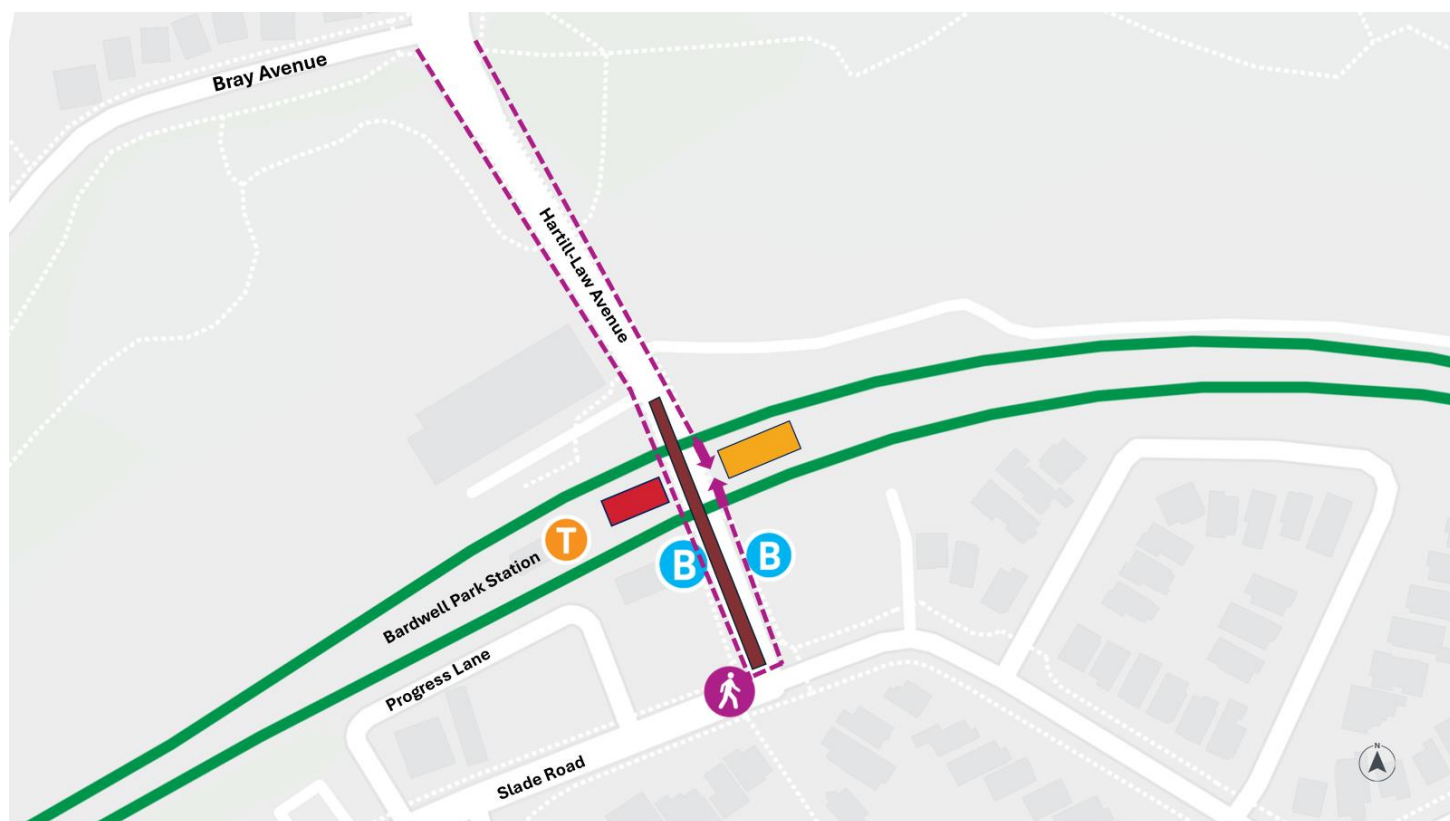 Bray Avenue
Hartill-Law Avenue
T
Bardwell Park Station
B
B
Progress Lane
Slade Road
N